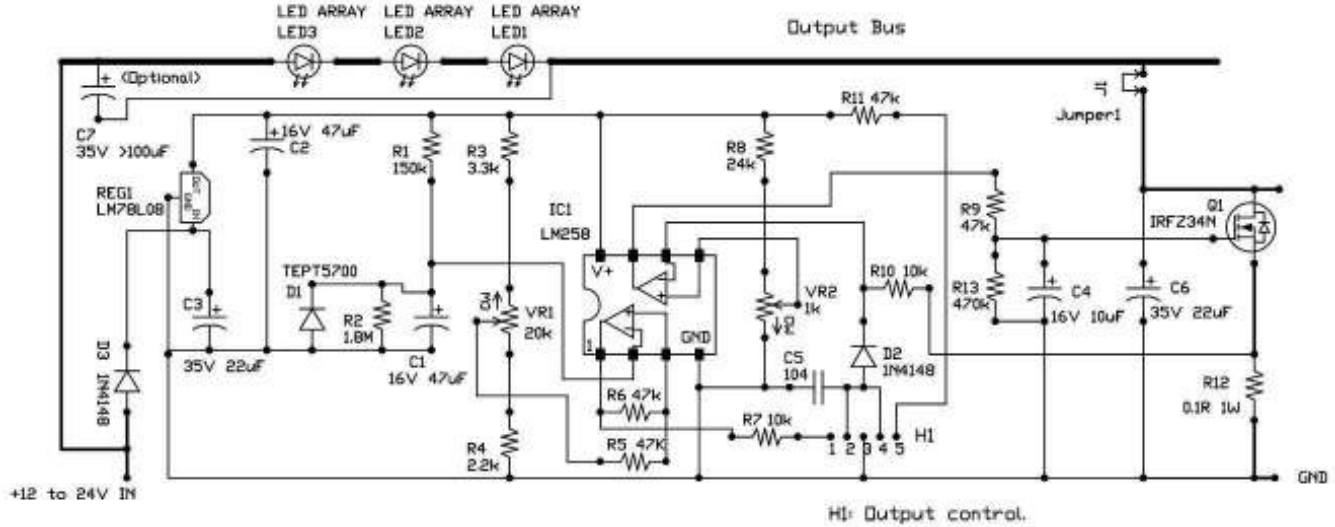 LED ARRAY
LED3
LED ARRAY
LED2
LED ARRAY
LED1
Output Bus
+
(Optional)
C7
35V >100uF
+16V 47uF
C2
R1
150k
R3
3.3k
R11 47k
R8
24k
J1
Jumper1
REG1
LM78L08
OUT
GND
IN
IC1
LM258
V+
GND
1
R9
47k
Q1
IRFZ34N
TEPT5700
D1
R2
1.8M
+
C3
35V 22uF
+
C1
16V 47uF
VR1
20k
VR2
1k
R10 10k
R13
470k
+
C4
16V 10uF
+
C6
35V 22uF
D3 1N4148
C5
104
D2
1N4148
R12
0.1R 1W
R6 47k
R5 47K
R4
2.2k
R7 10k
1 2 3 4 5
H1
+12 to 24V IN
GND
H1: Output control.